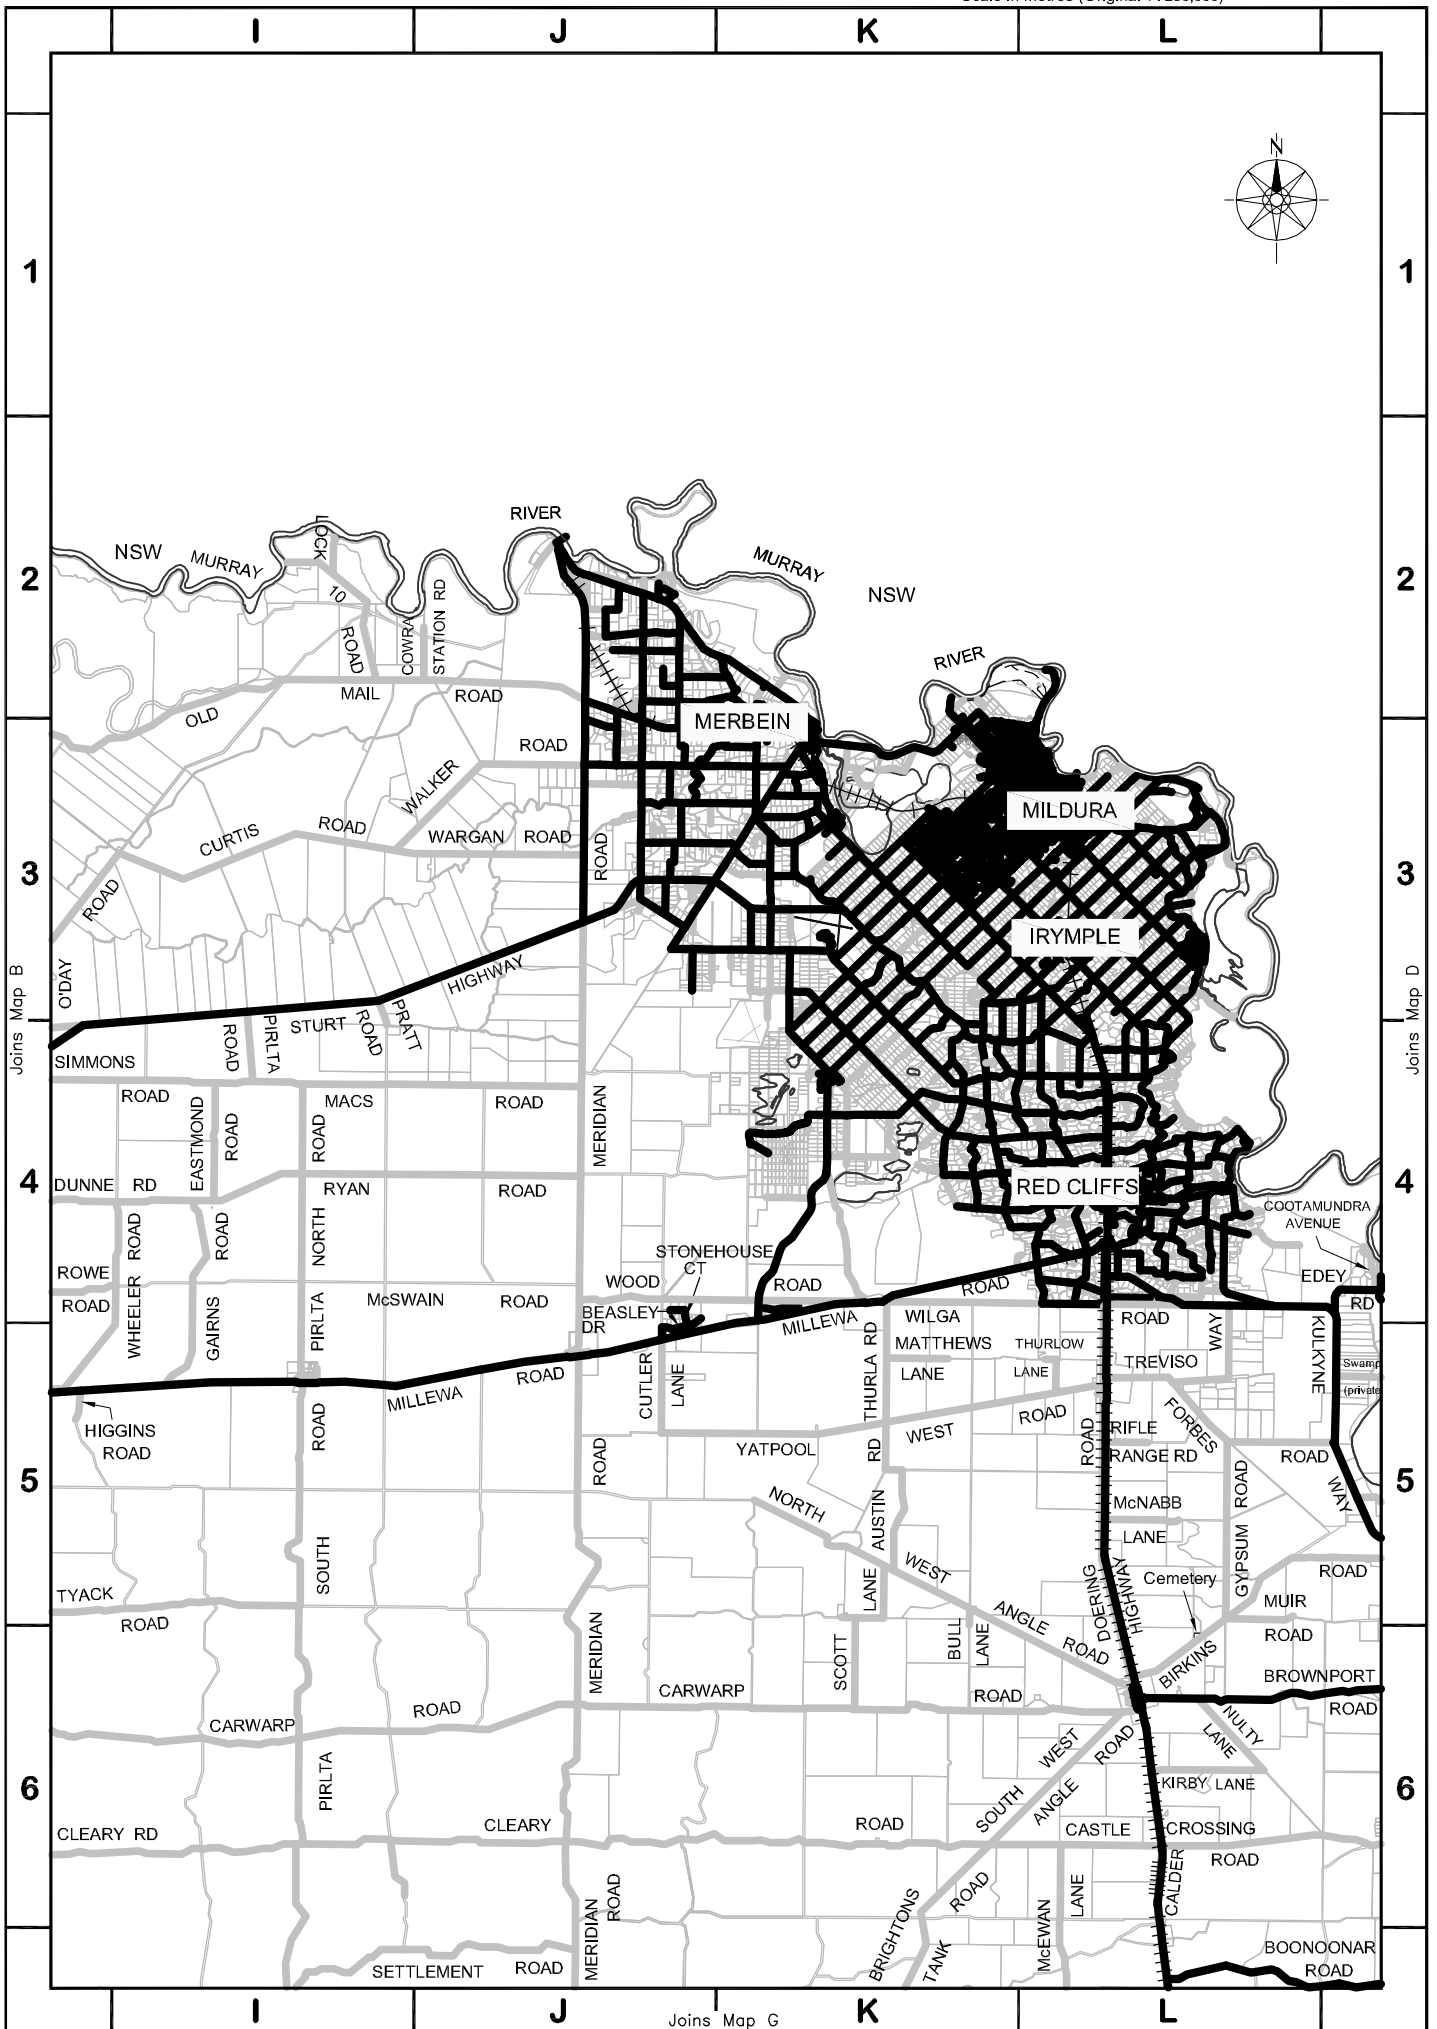 I J K L
N
1 1
RIVER
LOCK
NSW
MURRAY
MURRAY
2 2
10
NSW
STATION RD
COWRA
ROAD
RIVER
MAIL
ROAD
OLD
MERBEIN
ROAD
WALKER
MILDURA
CURTIS
ROAD
WARGAN ROAD
ROAD
3 3
ROAD
IRYMPLE
HIGHWAY
O'DAY
Joins Map B
Joins Map D
STURT
PIRLTA
ROAD
ROAD
PRATT
SIMMONS
ROAD
MACS
ROAD
EASTMOND
ROAD
ROAD
MERIDIAN
4 4
DUNNE RD
RYAN
ROAD
RED CLIFFS
COOTAMUNDRA
AVENUE
ROAD
ROAD
NORTH
STONEHOUSE
CT
ROWE
WOOD
ROAD
ROAD
EDEY
RD
ROAD
McSWAIN
ROAD
BEASLEY
DR
MILLEWA
WILGA
ROAD
WHEELER
GAIRNS
PIRLTA
THURLA RD
MATTHEWS
THURLOW
WAY
KULKYNE
LANE
LANE
TREVISO
Swamp
(private
ROAD
CUTLER
LANE
MILLEWA
HIGGINS
ROAD
ROAD
YATPOOL
WEST
ROAD
FORBES
RIFLE
RANGE RD
ROAD
ROAD
RD
ROAD
5 5
NORTH
AUSTIN
McNABB
LANE
GYPSUM
ROAD
WAY
SOUTH
WEST
DOERING
HIGHWAY
Cemetery
ROAD
TYACK
ROAD
LANE
ANGLE
ROAD
MUIR
ROAD
MERIDIAN
SCOTT
BULL
LANE
BIRKINS
BROWNPORT
ROAD
CARWARP
ROAD
CARWARP
ROAD
NULTY
LANE
WEST
ROAD
6 6
PIRLTA
SOUTH
ANGLE
KIRBY LANE
CLEARY RD
CLEARY
ROAD
CASTLE
CROSSING
ROAD
ROAD
MERIDIAN
ROAD
BRIGHTONS
TANK
McEWAN
LANE
CALDER
BOONOONAR
ROAD
SETTLEMENT
ROAD
I J K L
Joins Map G